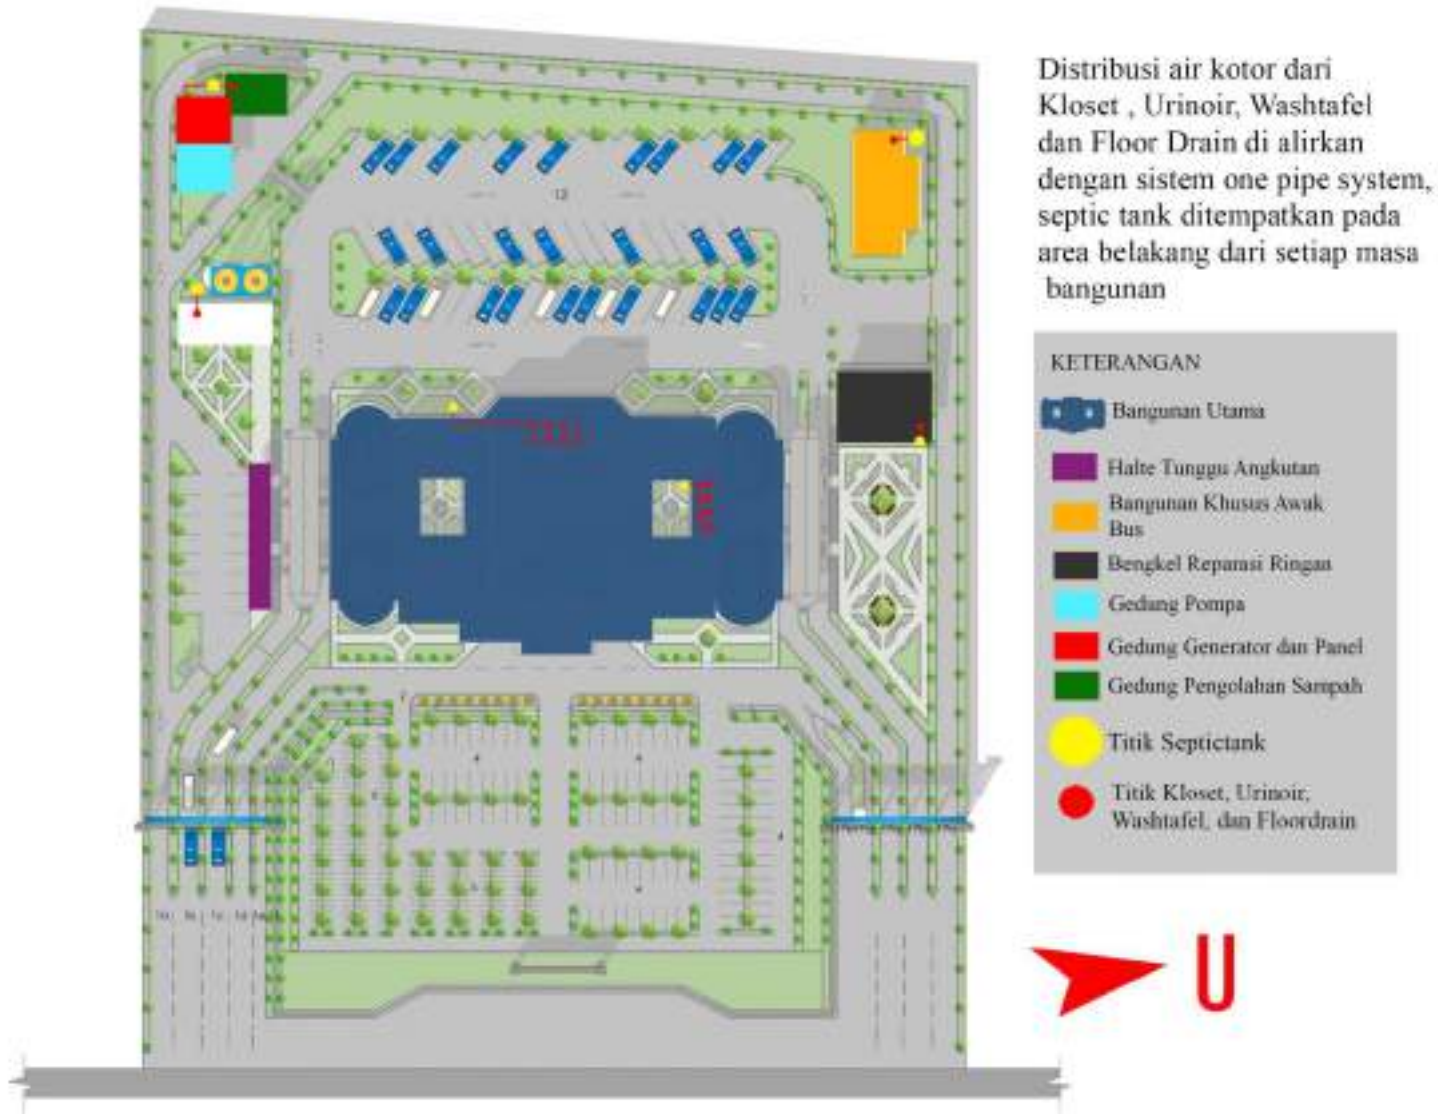 Distribusi air kotor dari
Kloset , Urinoir, Washtafel
dan Floor Drain di alirkan
dengan sistem one pipe system,
septic tank ditempatkan pada
area belakang dari setiap masa
bangunan
KETERANGAN
Bangunan Utama
Halte Tunggu Angkutan
Bangunan Khusus Awak
Bus
Bengkel Reparasi Ringan
Gedung Pompa
Gedung Generator dan Panel
Gedung Pengolahan Sampah
Titik Septictank
Titik Kloset, Urinoir,
Washtafel, dan Floordrain
U